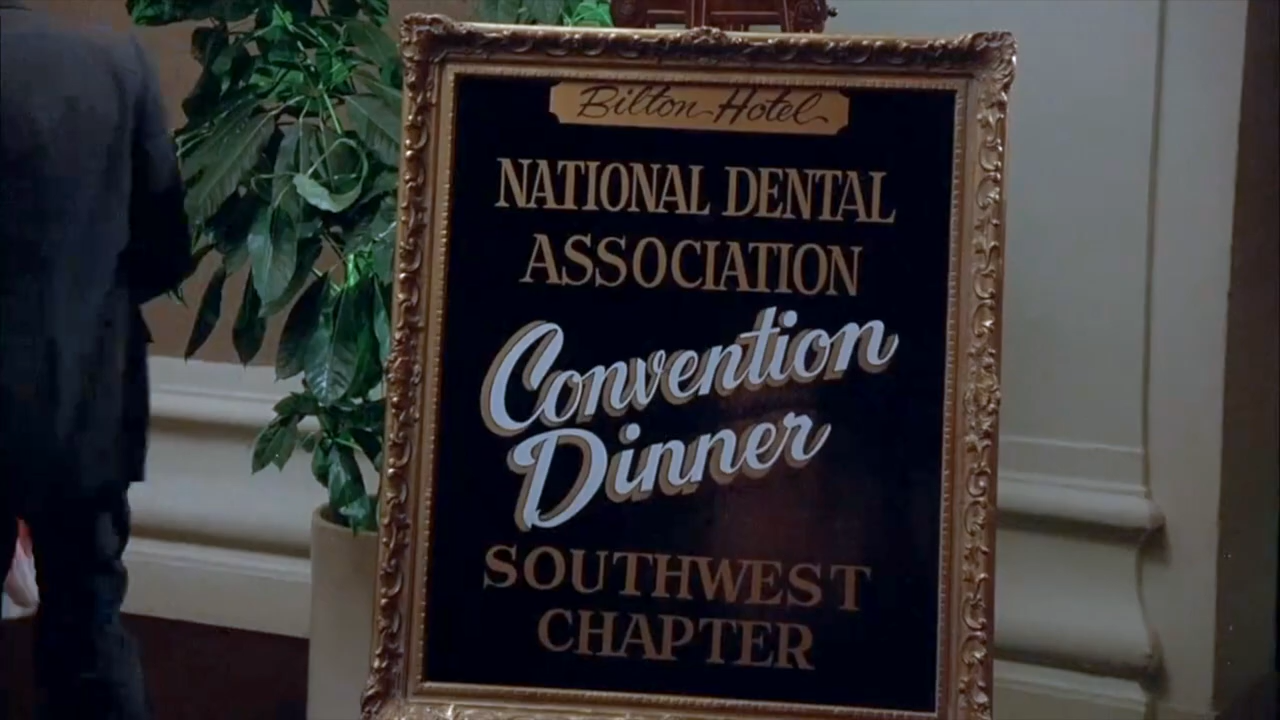 Bilton Hotel
NATIONAL DENTAL
ASSOCIATION
Convention
Dinner
SOUTHWEST
CHAPTER